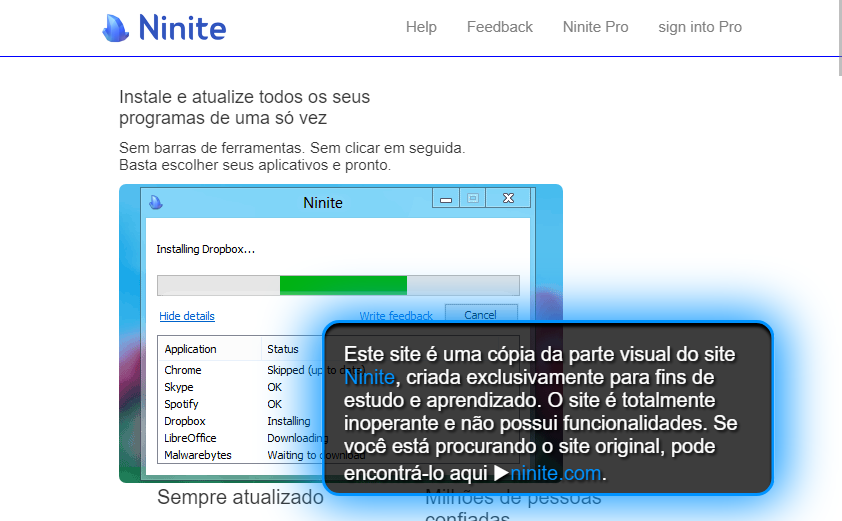 Ninite
Help Feedback Ninite Pro sign into Pro
Instale e atualize todos os seus
programas de uma só vez
Sem barras de ferramentas. Sem clicar em seguida.
Basta escolher seus aplicativos e pronto.
Ninite
Installing Dropbox...
Hide details Write feedback Cancel
Application Status
Chrome Skipped (up to date)
Skype OK
Spotify OK
Dropbox Installing
LibreOffice Downloading
Malwarebytes Waiting to download
Este site é uma cópia da parte visual do site
Ninite, criada exclusivamente para fins de
estudo e aprendizado. O site é totalmente
inoperante e não possui funcionalidades. Se
você está procurando o site original, pode
encontrá-lo aqui ▶ninite.com.
Sempre atualizado Milhões de pessoas
confiadas